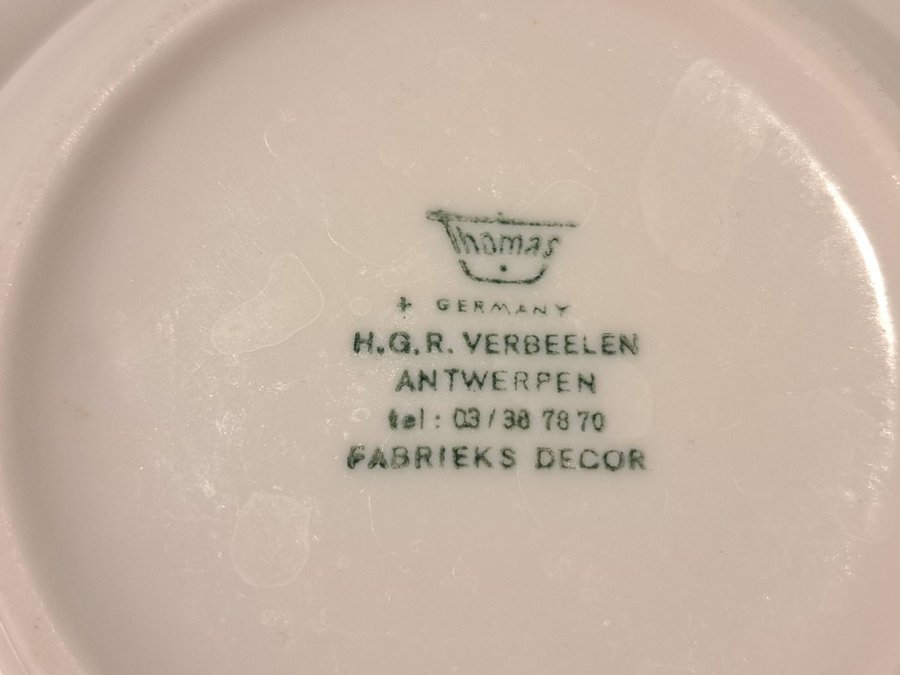 Thomas
GERMANY
H.G.R. VERBEELEN
ANTWERPEN
tel: 03/38 78 70
FABRIEKS DECOR